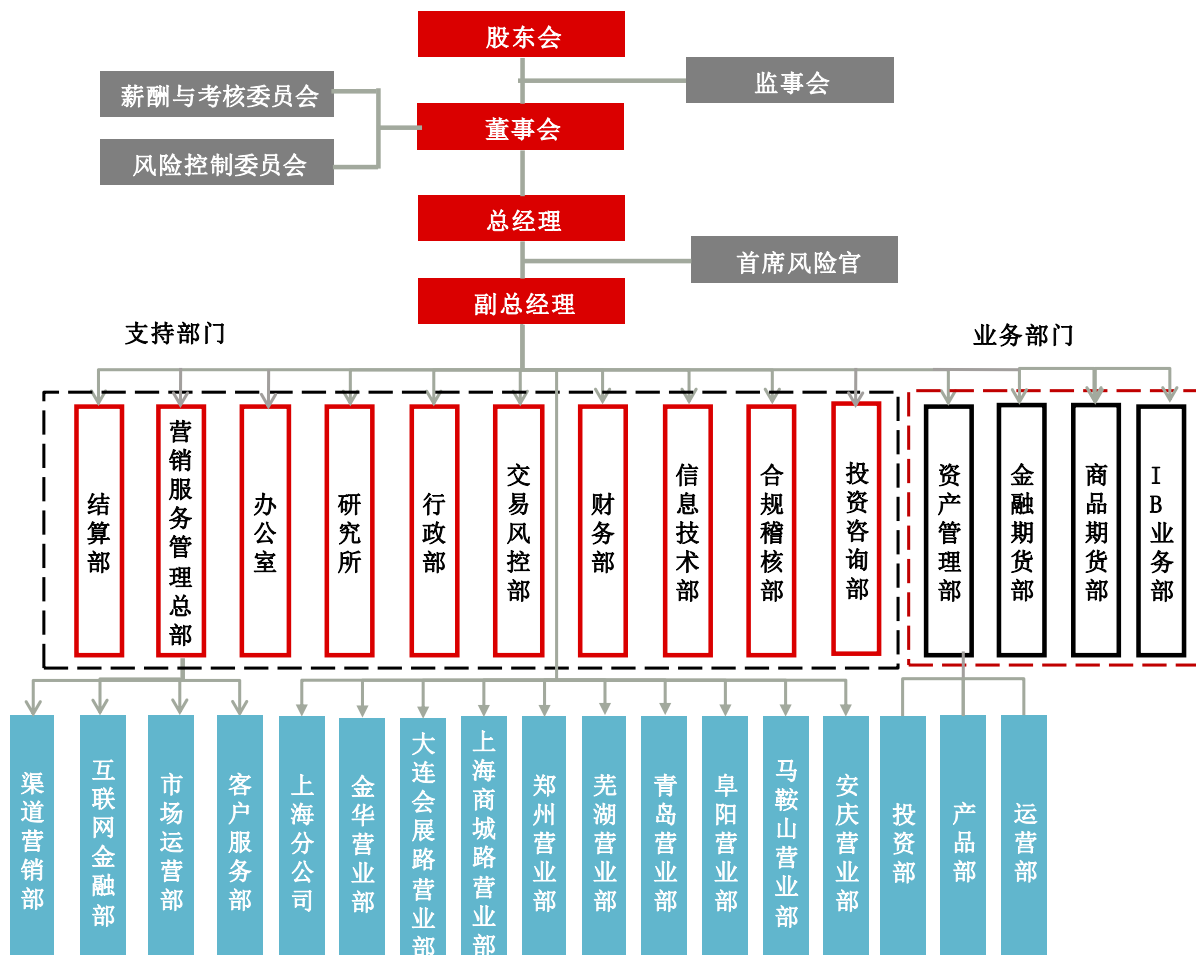 股东会
薪酬与考核委员会
监事会
董事会
风险控制委员会
总经理
首席风险官
副总经理
支持部门
业务部门
结算部
营销服务管理总部
办公室
研究所
行政部
交易风控部
财务部
信息技术部
合规稽核部
投资咨询部
资产管理部
金融期货部
商品期货部
IB业务部
渠道营销部
互联网金融部
市场运营部
客户服务部
上海分公司
金华营业部
大连会展路营业部
上海商城路营业部
郑州营业部
芜湖营业部
青岛营业部
阜阳营业部
马鞍山营业部
安庆营业部
投资部
产品部
运营部